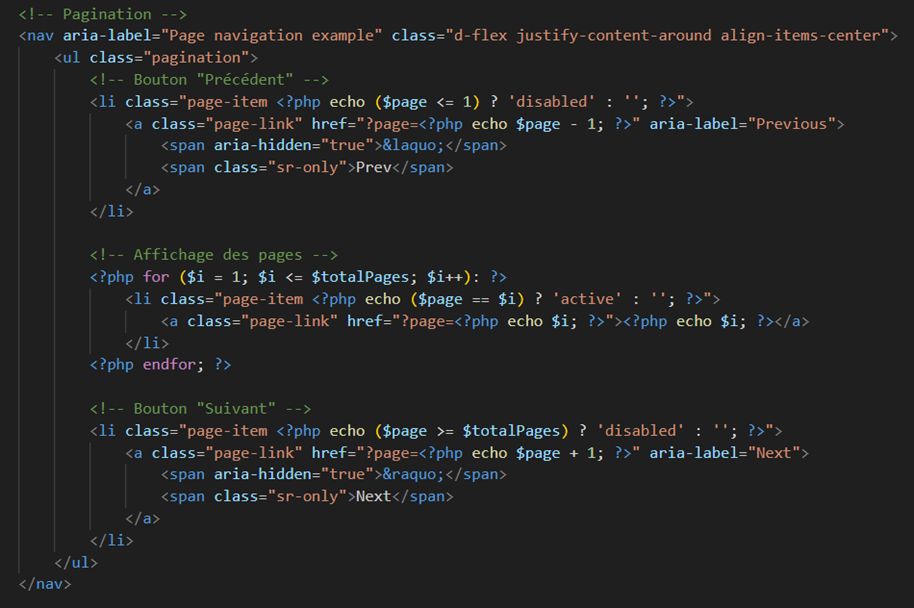 <!-- Pagination -->
<nav aria-label="Page navigation example" class="d-flex justify-content-around align-items-center">
    <ul class="pagination">
        <!-- Bouton "Précédent" -->
        <li class="page-item <?php echo ($page <= 1) ? 'disabled' : ''; ?>">
            <a class="page-link" href="?page=<?php echo $page - 1; ?>" aria-label="Previous">
                <span aria-hidden="true">&laquo;</span>
                <span class="sr-only">Prev</span>
            </a>
        </li>

        <!-- Affichage des pages -->
        <?php for ($i = 1; $i <= $totalPages; $i++): ?>
            <li class="page-item <?php echo ($page == $i) ? 'active' : ''; ?>">
                <a class="page-link" href="?page=<?php echo $i; ?>"><?php echo $i; ?></a>
            </li>
        <?php endfor; ?>

        <!-- Bouton "Suivant" -->
        <li class="page-item <?php echo ($page >= $totalPages) ? 'disabled' : ''; ?>">
            <a class="page-link" href="?page=<?php echo $page + 1; ?>" aria-label="Next">
                <span aria-hidden="true">&raquo;</span>
                <span class="sr-only">Next</span>
            </a>
        </li>
    </ul>
</nav>